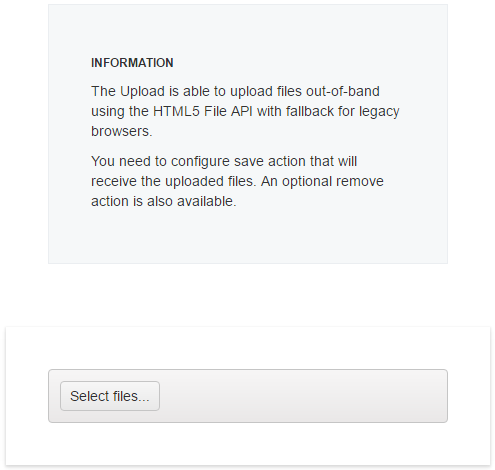 INFORMATION
The Upload is able to upload files out-of-band
using the HTML5 File API with fallback for legacy
browsers.
You need to configure save action that will
receive the uploaded files. An optional remove
action is also available.
Select files...